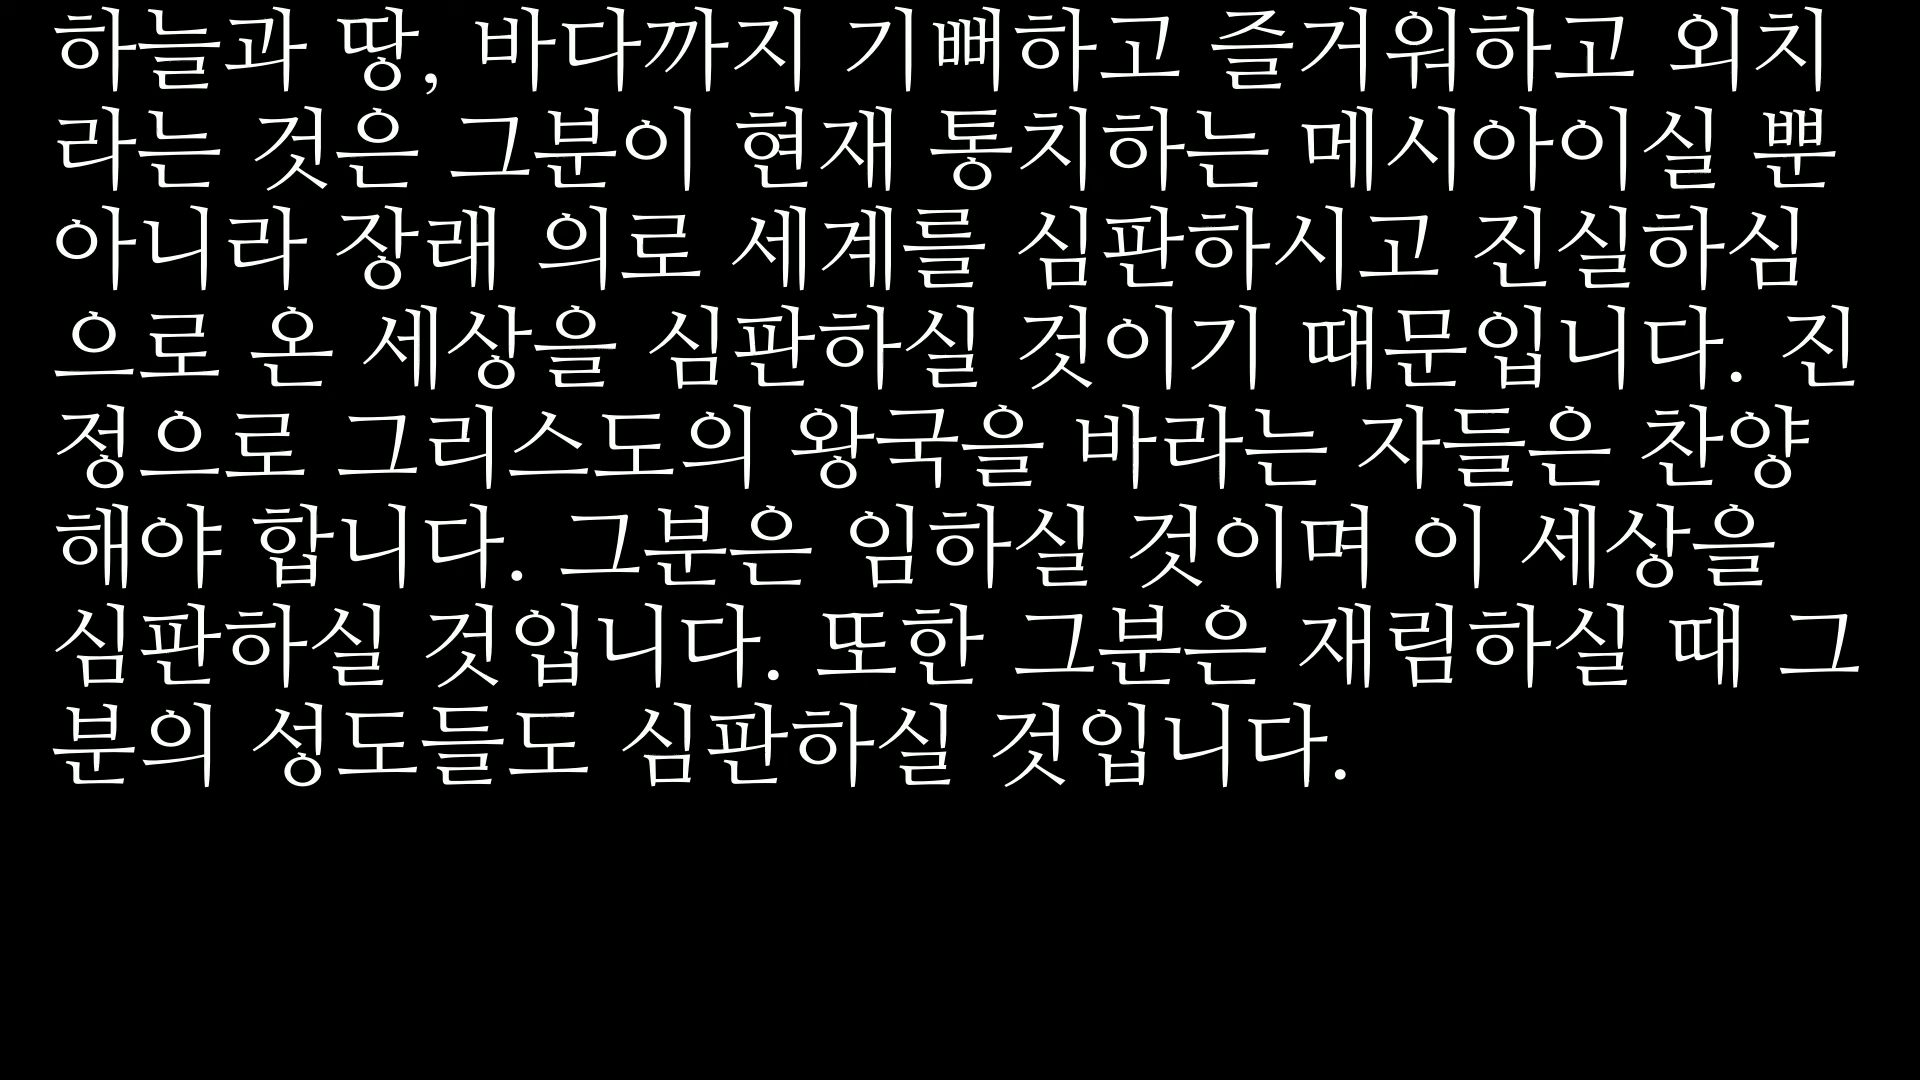 하늘과 땅, 바다까지 기뻐하고 즐거워하고 외치
라는 것은 그분이 현재 통치하는 메시아이실 뿐
아니라 장래 의로 세계를 심판하시고 진실하심
으로 온 세상을 심판하실 것이기 때문입니다. 진
정으로 그리스도의 왕국을 바라는 자들은 찬양
해야 합니다. 그분은 임하실 것이며 이 세상을
심판하실 것입니다. 또한 그분은 재림하실 때 그
분의 성도들도 심판하실 것입니다.